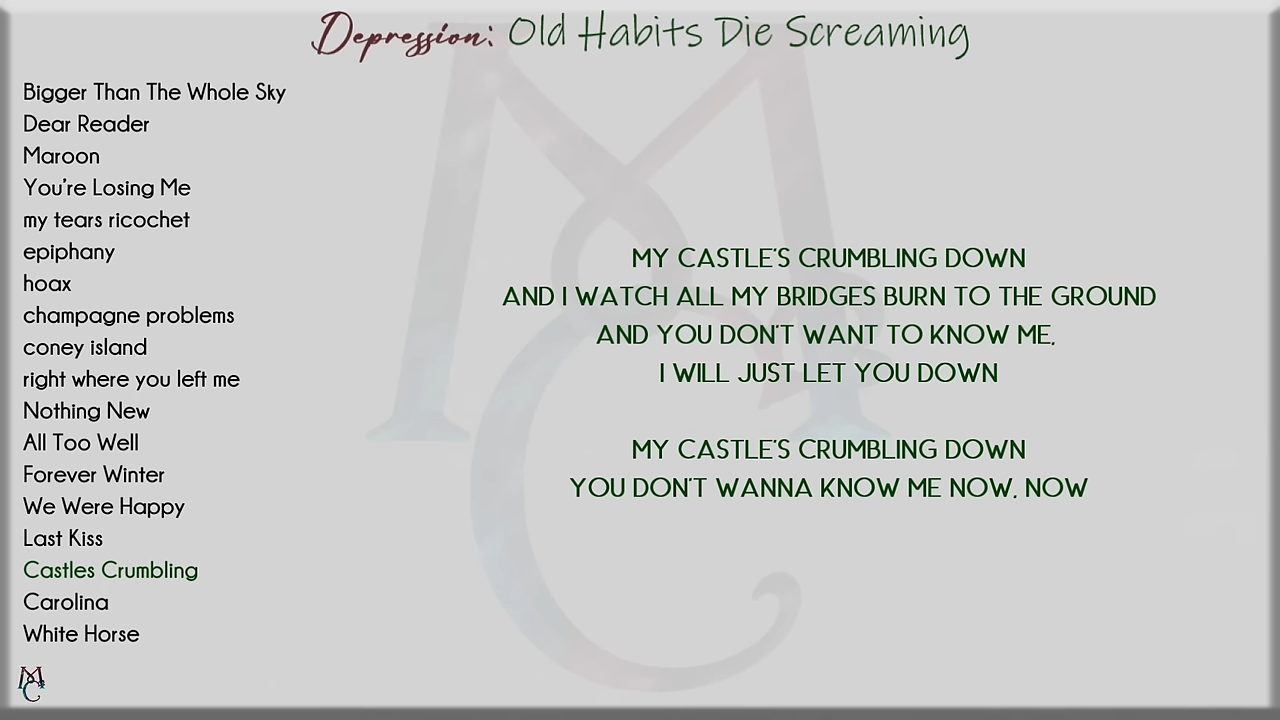 Depression: Old Habits Die Screaming
Bigger Than The Whole Sky
Dear Reader
Maroon
You're Losing Me
my tears ricochet
epiphany
hoax
champagne problems
coney island
right where you left me
Nothing New
All Too Well
Forever Winter
We Were Happy
Last Kiss
Castles Crumbling
Carolina
White Horse
MY CASTLE'S CRUMBLING DOWN
AND I WATCH ALL MY BRIDGES BURN TO THE GROUND
AND YOU DON'T WANT TO KNOW ME,
I WILL JUST LET YOU DOWN
MY CASTLE'S CRUMBLING DOWN
YOU DON'T WANNA KNOW ME NOW, NOW